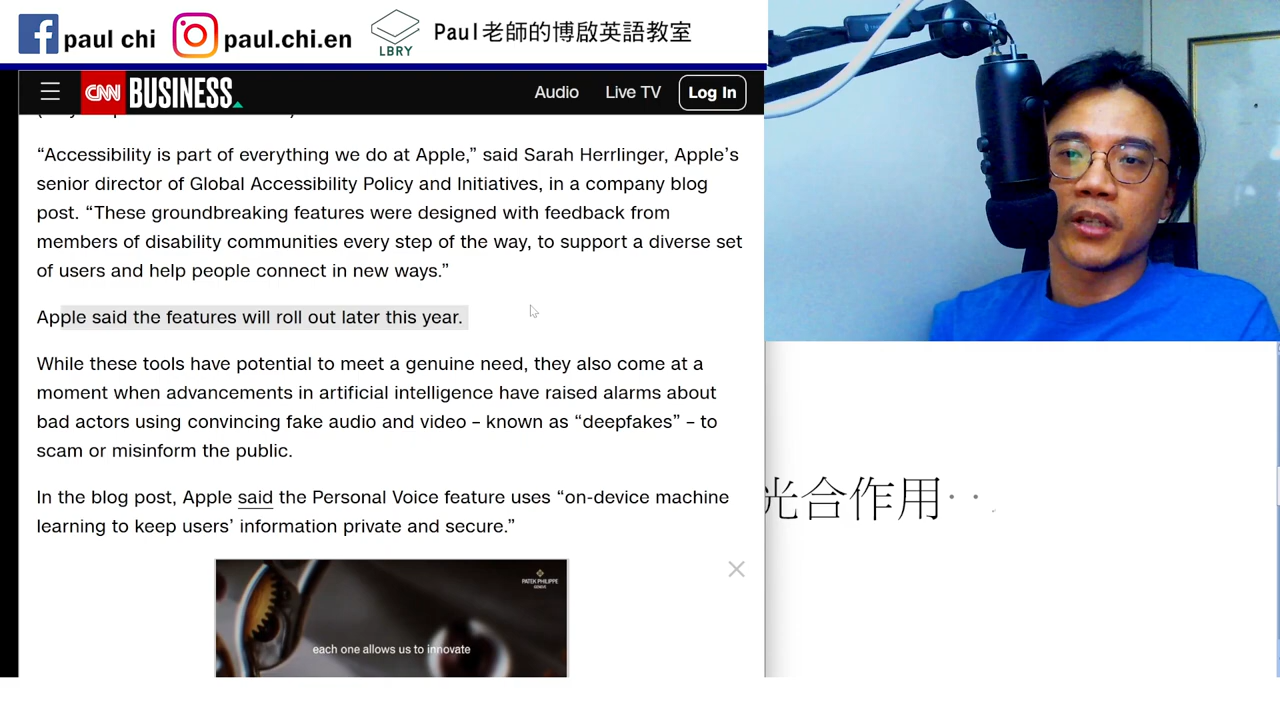 paul chi
paul.chi.en
LBRY
Paul老師的博啟英語教室
CNN BUSINESS
Audio
Live TV
Log In
“Accessibility is part of everything we do at Apple,” said Sarah Herrlinger, Apple’s
senior director of Global Accessibility Policy and Initiatives, in a company blog
post. “These groundbreaking features were designed with feedback from
members of disability communities every step of the way, to support a diverse set
of users and help people connect in new ways.”
Apple said the features will roll out later this year.
While these tools have potential to meet a genuine need, they also come at a
moment when advancements in artificial intelligence have raised alarms about
bad actors using convincing fake audio and video – known as “deepfakes” – to
scam or misinform the public.
In the blog post, Apple said the Personal Voice feature uses “on-device machine
learning to keep users’ information private and secure.”
PATEK PHILIPPE
GENEVE
each one allows us to innovate
光合作用